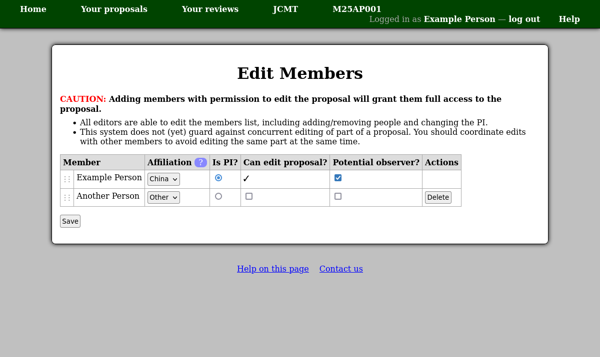 Home Your proposals Your reviews JCMT M25AP001
Logged in as Example Person — log out Help
Edit Members
CAUTION: Adding members with permission to edit the proposal will grant them full access to the
proposal.
• All editors are able to edit the members list, including adding/removing people and changing the PI.
• This system does not (yet) guard against concurrent editing of part of a proposal. You should coordinate edits
with other members to avoid editing the same part at the same time.
Member Affiliation ? Is PI? Can edit proposal? Potential observer? Actions
Example Person China ✓
Another Person Other Delete
Save
Help on this page Contact us